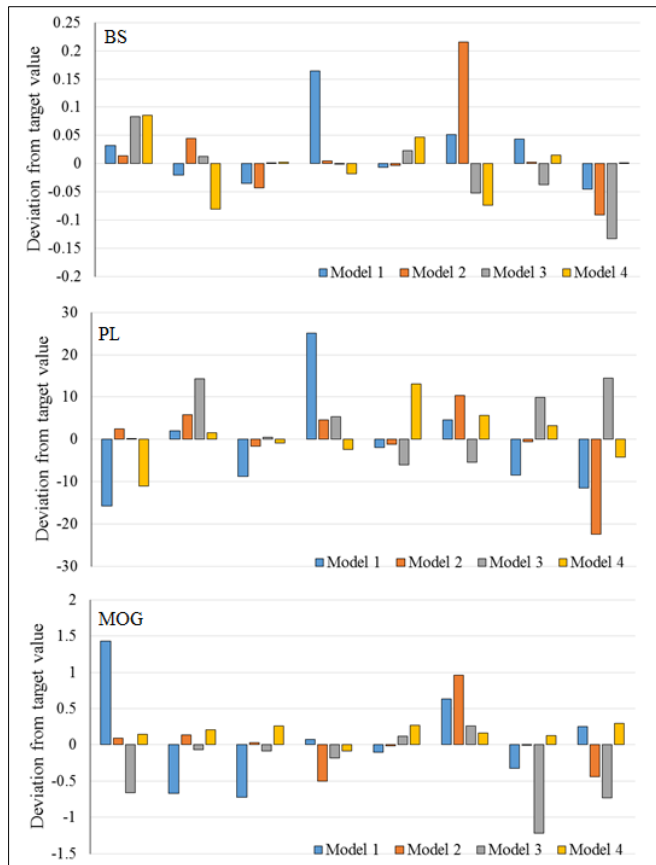 BS
Deviation from target value
0.25
0.2
0.15
0.1
0.05
0
-0.05
-0.1
-0.15
-0.2
Model 1 Model 2 Model 3 Model 4
PL
Deviation from target value
30
20
10
0
-10
-20
-30
Model 1 Model 2 Model 3 Model 4
MOG
Deviation from target value
2
1.5
1
0.5
0
-0.5
-1
-1.5
Model 1 Model 2 Model 3 Model 4